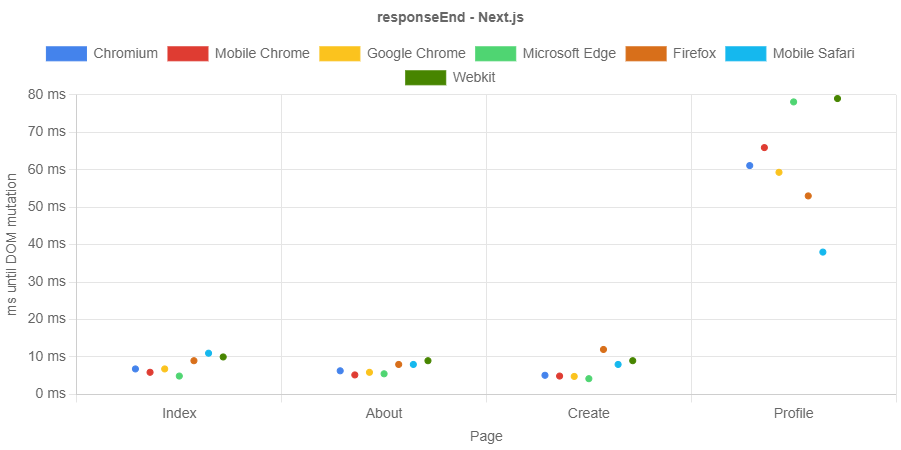 responseEnd - Next.js
Chromium Mobile Chrome Google Chrome Microsoft Edge Firefox Mobile Safari
Webkit
80 ms
70 ms
60 ms
50 ms
40 ms
30 ms
20 ms
10 ms
0 ms
ms until DOM mutation
Index About Create Profile
Page